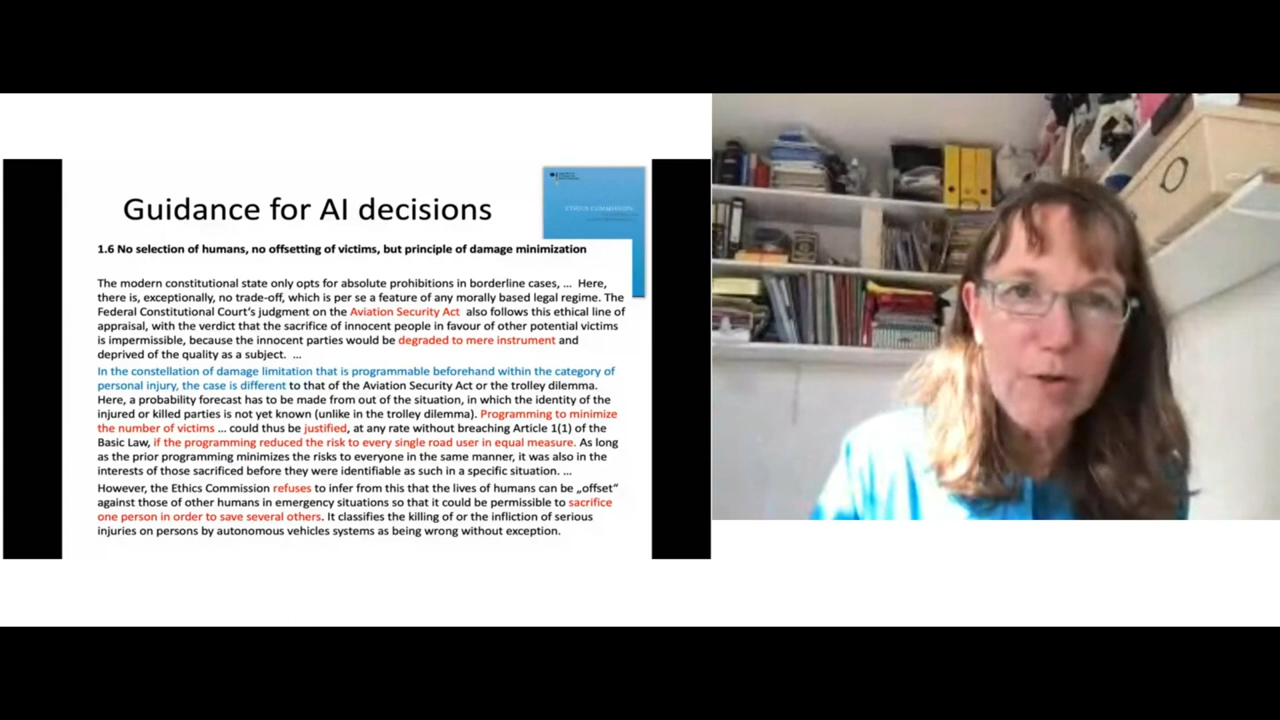 Guidance for AI decisions
ETHICS COMMISSION
1.6 No selection of humans, no offsetting of victims, but principle of damage minimization
The modern constitutional state only opts for absolute prohibitions in borderline cases, ... Here,
there is, exceptionally, no trade-off, which is per se a feature of any morally based legal regime. The
Federal Constitutional Court's judgment on the Aviation Security Act also follows this ethical line of
appraisal, with the verdict that the sacrifice of innocent people in favour of other potential victims
is impermissible, because the innocent parties would be degraded to mere instrument and
deprived of the quality as a subject. ...
In the constellation of damage limitation that is programmable beforehand within the category of
personal injury, the case is different to that of the Aviation Security Act or the trolley dilemma.
Here, a probability forecast has to be made from out of the situation, in which the identity of the
injured or killed parties is not yet known (unlike in the trolley dilemma). Programming to minimize
the number of victims ... could thus be justified, at any rate without breaching Article 1(1) of the
Basic Law, if the programming reduced the risk to every single road user in equal measure. As long
as the prior programming minimizes the risks to everyone in the same manner, it was also in the
interests of those sacrificed before they were identifiable as such in a specific situation. ...
However, the Ethics Commission refuses to infer from this that the lives of humans can be „offset“
against those of other humans in emergency situations so that it could be permissible to sacrifice
one person in order to save several others. It classifies the killing of or the infliction of serious
injuries on persons by autonomous vehicles systems as being wrong without exception.